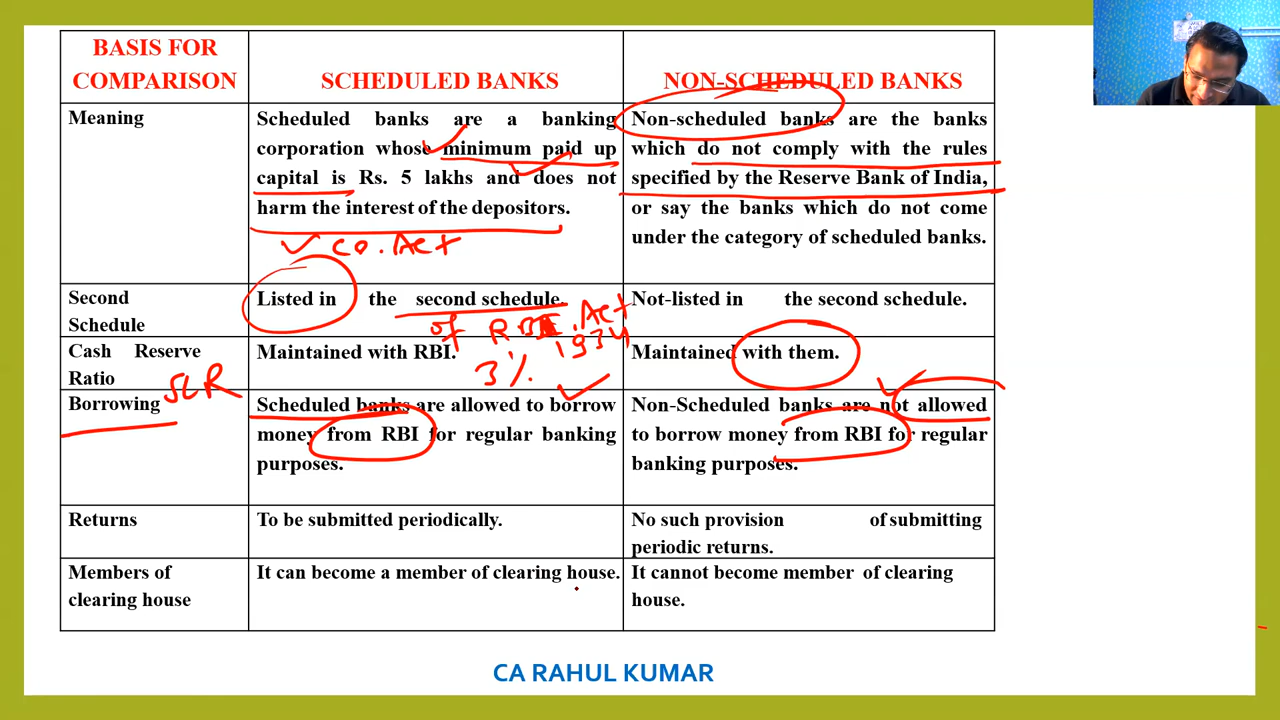 BASIS FOR
COMPARISON
SCHEDULED BANKS
NON-SCHEDULED BANKS
Meaning
Scheduled banks are a banking
corporation whose minimum paid up
capital is Rs. 5 lakhs and does not
harm the interest of the depositors.
co. Act
Non-scheduled banks are the banks
which do not comply with the rules
specified by the Reserve Bank of India,
or say the banks which do not come
under the category of scheduled banks.
Second
Schedule
Listed in the second schedule.
of RBI. Act
1934
Not-listed in the second schedule.
Cash Reserve
Ratio
SLR
Maintained with RBI.
3%.
Maintained with them.
Borrowing
Scheduled banks are allowed to borrow
money from RBI for regular banking
purposes.
Non-Scheduled banks are not allowed
to borrow money from RBI for regular
banking purposes.
Returns
To be submitted periodically.
No such provision of submitting
periodic returns.
Members of
clearing house
It can become a member of clearing house.
It cannot become member of clearing
house.
CA RAHUL KUMAR